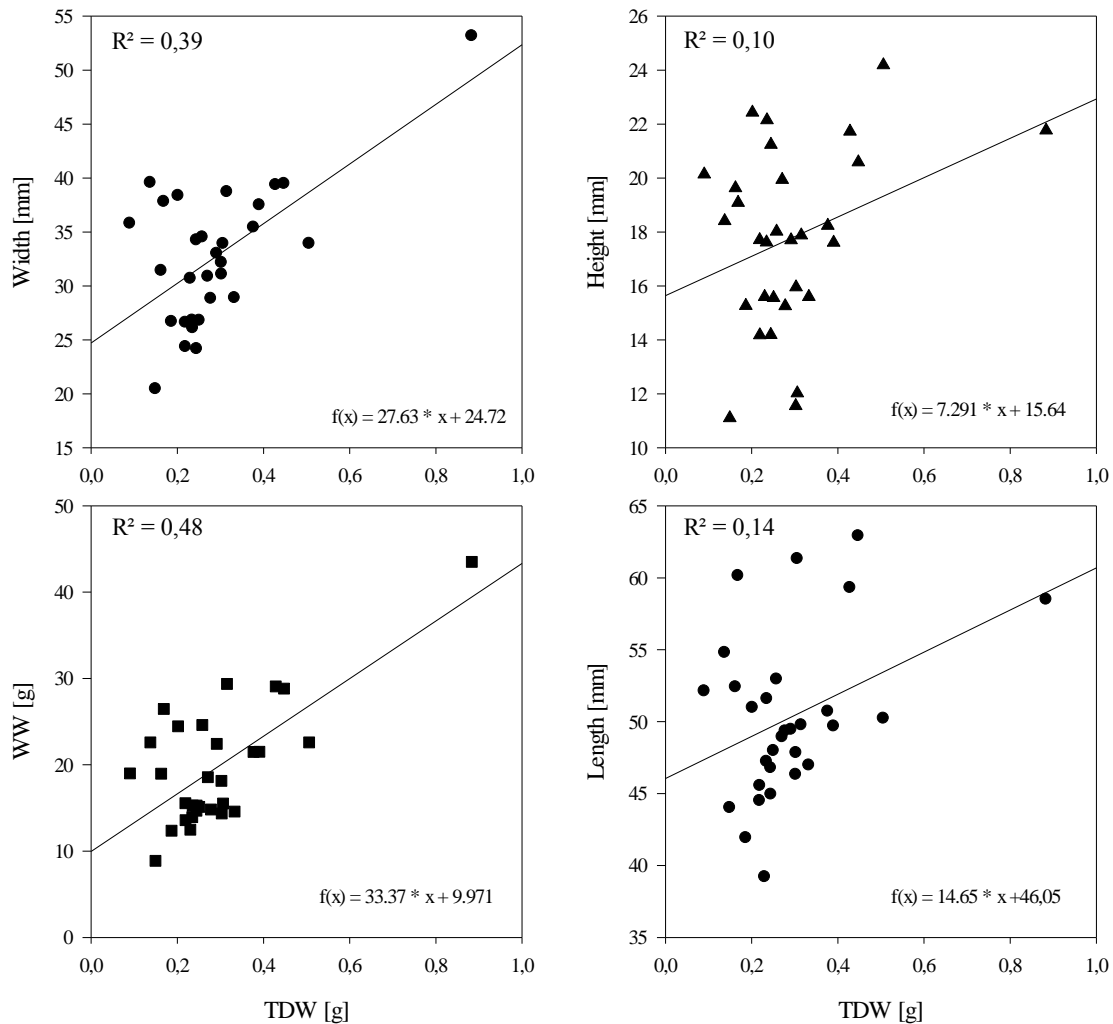 R² = 0,39
55
50
45
40
35
30
25
20
15
Width [mm]
f(x) = 27.63 * x + 24.72
0,0 0,2 0,4 0,6 0,8 1,0
R² = 0,10
26
24
22
20
18
16
14
12
10
Height [mm]
f(x) = 7.291 * x + 15.64
0,0 0,2 0,4 0,6 0,8 1,0
R² = 0,48
50
40
30
20
10
0
WW [g]
f(x) = 33.37 * x + 9.971
0,0 0,2 0,4 0,6 0,8 1,0
TDW [g]
R² = 0,14
65
60
55
50
45
40
35
Length [mm]
f(x) = 14.65 * x +46,05
0,0 0,2 0,4 0,6 0,8 1,0
TDW [g]